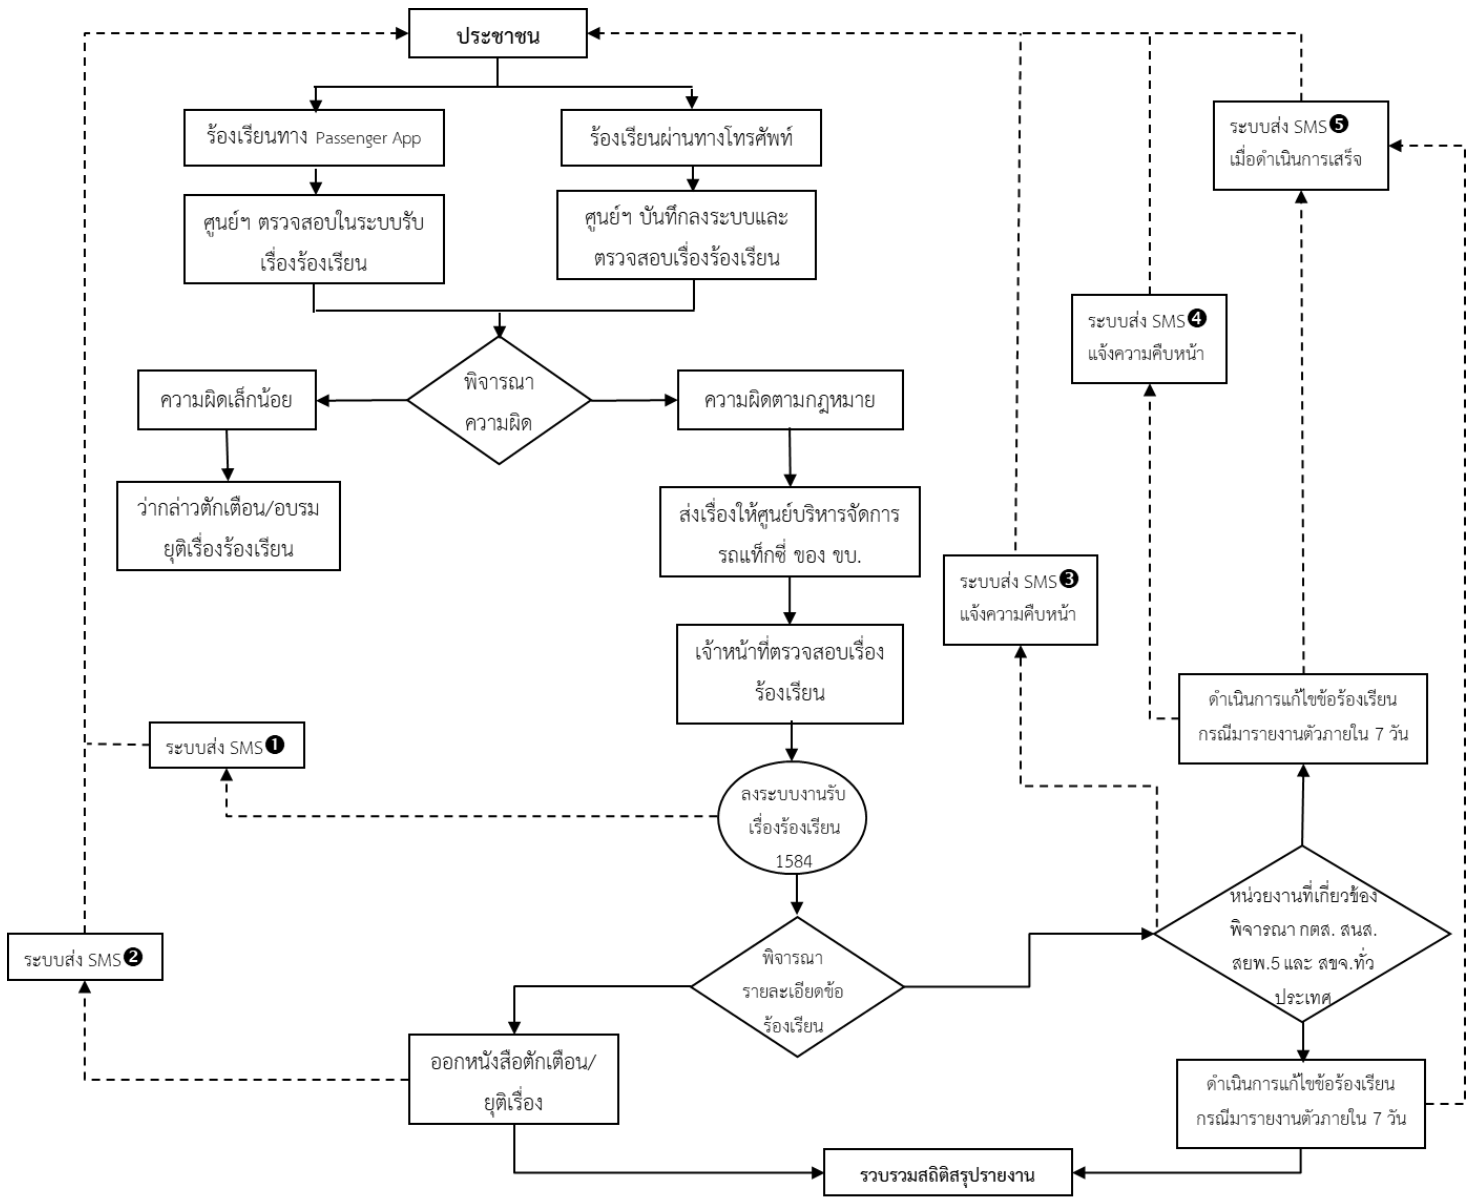 ประชาชน
ร้องเรียนทาง Passenger App
ร้องเรียนผ่านทางโทรศัพท์
ระบบส่ง SMS❺
เมื่อดำเนินการเสร็จ
ศูนย์ฯ ตรวจสอบในระบบรับ
เรื่องร้องเรียน
ศูนย์ฯ บันทึกลงระบบและ
ตรวจสอบเรื่องร้องเรียน
ระบบส่ง SMS❹
แจ้งความคืบหน้า
ความผิดเล็กน้อย
พิจารณา
ความผิด
ความผิดตามกฎหมาย
ว่ากล่าวตักเตือน/อบรม
ยุติเรื่องร้องเรียน
ส่งเรื่องให้ศูนย์บริหารจัดการ
รถแท็กซี่ ของ ขบ.
ระบบส่ง SMS❸
แจ้งความคืบหน้า
เจ้าหน้าที่ตรวจสอบเรื่อง
ร้องเรียน
ดำเนินการแก้ไขข้อร้องเรียน
กรณีมารายงานตัวภายใน 7 วัน
ระบบส่ง SMS❶
ลงระบบงานรับ
เรื่องร้องเรียน
1584
หน่วยงานที่เกี่ยวข้อง
พิจารณา กตส. สนส.
สยพ.5 และ สขจ.ทั่ว
ประเทศ
ระบบส่ง SMS❷
พิจารณา
รายละเอียดข้อ
ร้องเรียน
ออกหนังสือตักเตือน/
ยุติเรื่อง
ดำเนินการแก้ไขข้อร้องเรียน
กรณีมารายงานตัวภายใน 7 วัน
รวบรวมสถิติสรุปรายงาน